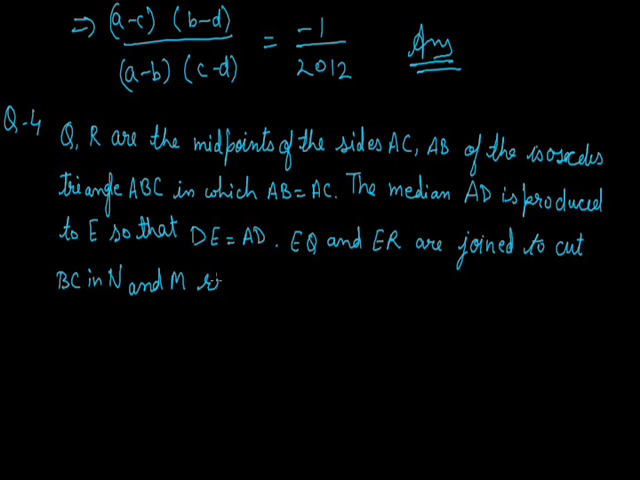 ⇒ (a-c) (b-d) / (a-b) (c-d) = -1 / 2012 Ans
Q-4 Q, R are the midpoints of the sides AC, AB of the isosceles
triangle ABC in which AB = AC. The median AD is produced
to E so that DE = AD. EQ and ER are joined to cut
BC in N and M